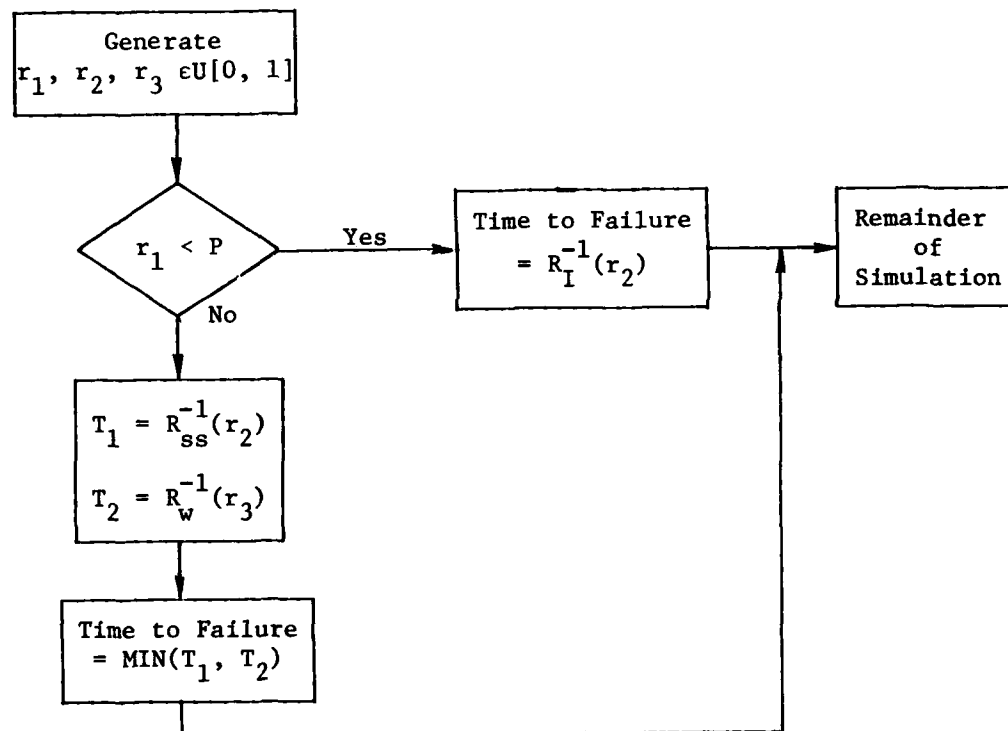 Generate
r₁, r₂, r₃ εU[0, 1]
r₁ < P
Yes
No
Time to Failure
= R_I^-1(r₂)
Remainder
of
Simulation
T₁ = R_ss^-1(r₂)
T₂ = R_w^-1(r₃)
Time to Failure
= MIN(T₁, T₂)